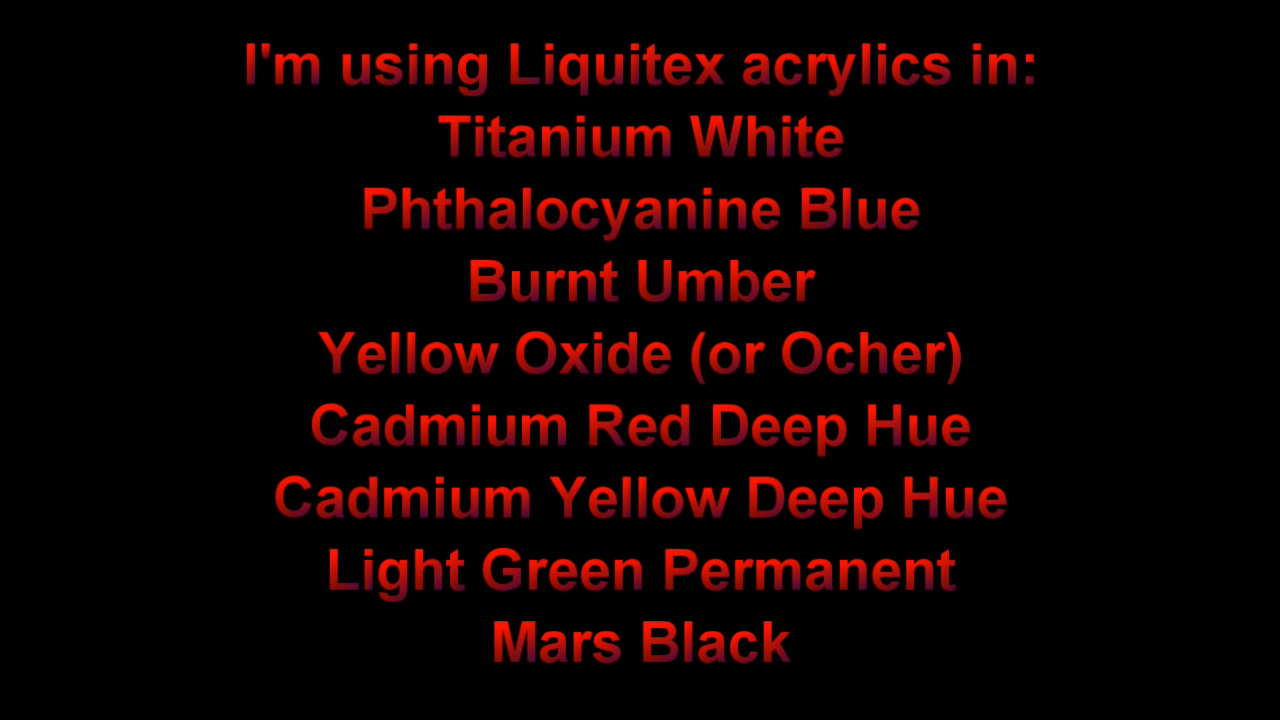 I'm using Liquitex acrylics in:
Titanium White
Phthalocyanine Blue
Burnt Umber
Yellow Oxide (or Ocher)
Cadmium Red Deep Hue
Cadmium Yellow Deep Hue
Light Green Permanent
Mars Black